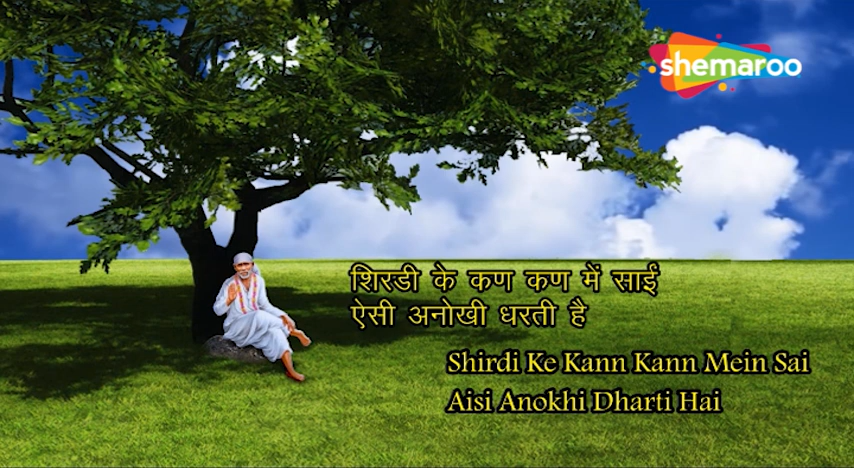 shemaroo
शिरडी के कण कण में साईं
ऐसी अनोखी धरती है
Shirdi Ke Kann Kann Mein Sai
Aisi Anokhi Dharti Hai